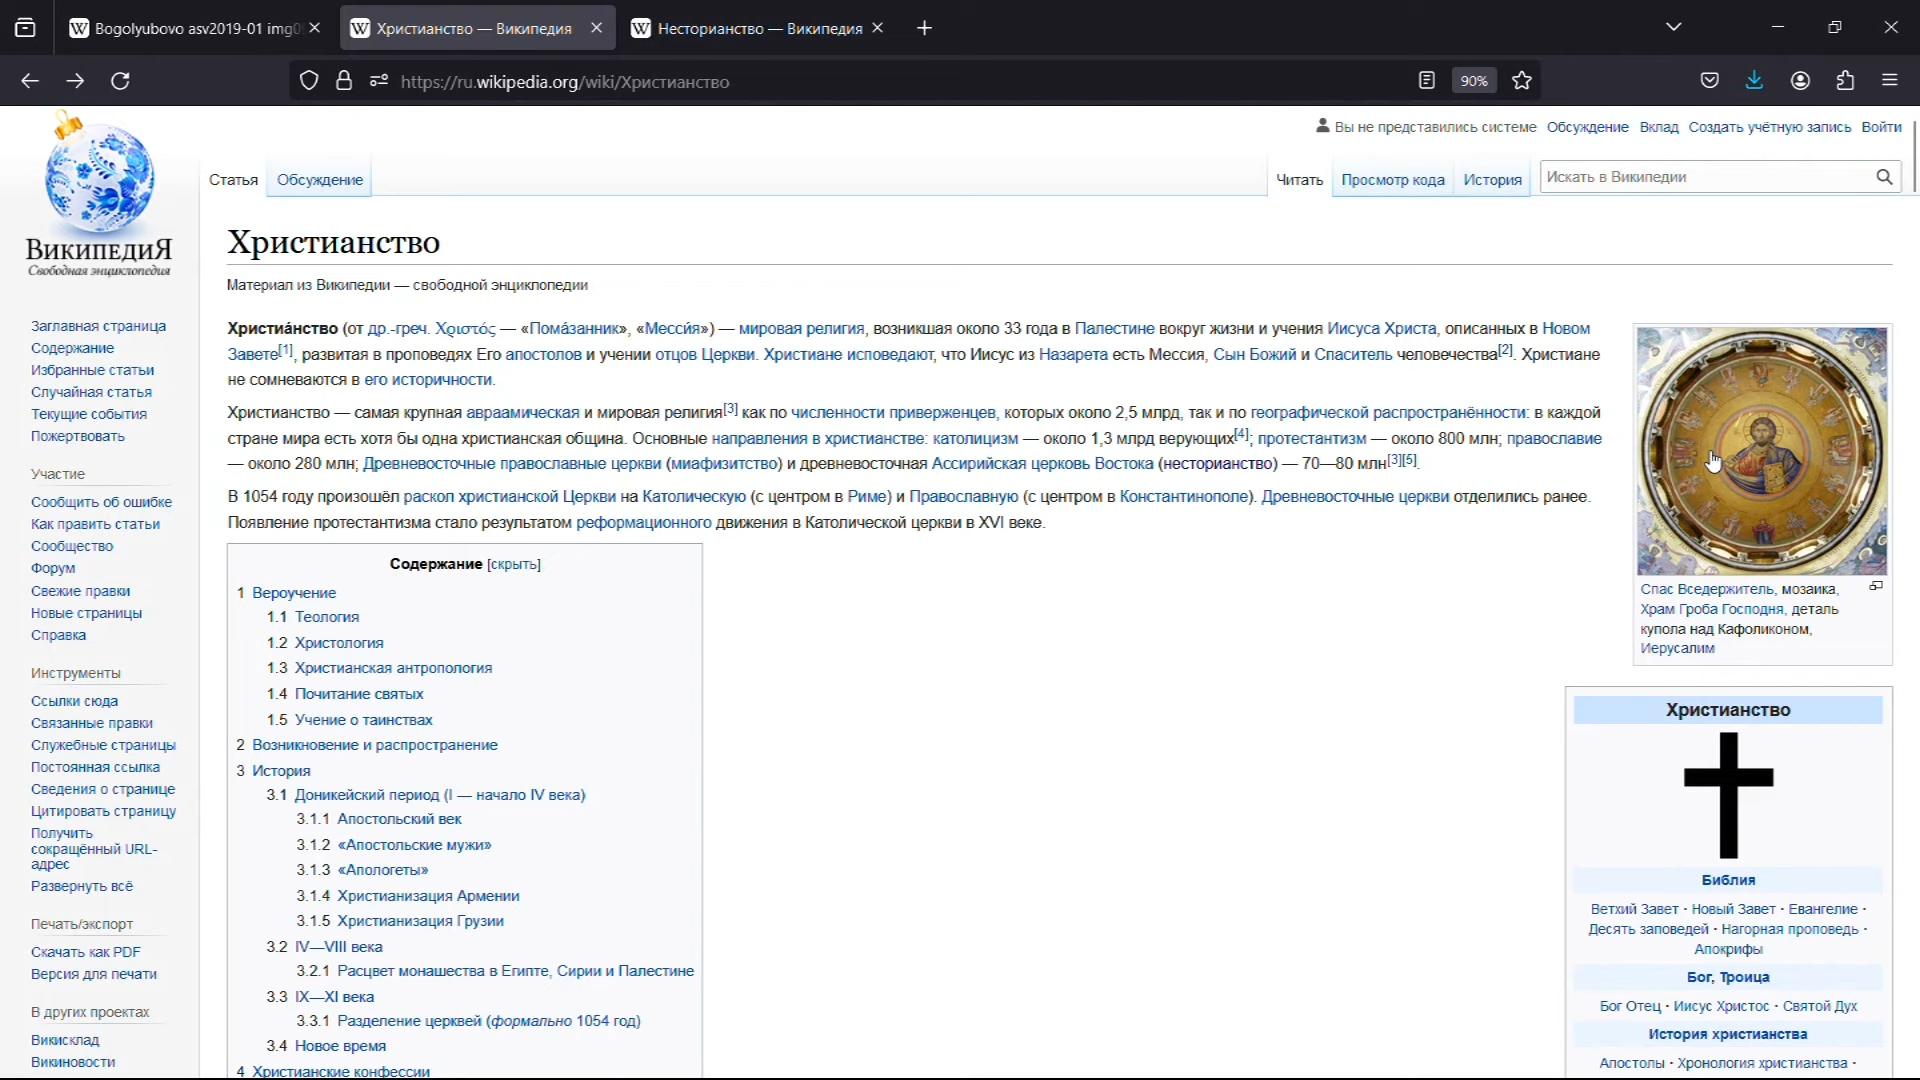 Bogolyubovo asv2019-01 img0
Христианство — Википедия
Несторианство — Википедия
https://ru.wikipedia.org/wiki/Христианство
90%
Вы не представились системе Обсуждение Вклад Создать учётную запись Войти
Статья Обсуждение
Читать Просмотр кода История
Искать в Википедии
ВикипедиЯ
Свободная энциклопедия
Заглавная страница
Содержание
Избранные статьи
Случайная статья
Текущие события
Пожертвовать
Участие
Сообщить об ошибке
Как править статьи
Сообщество
Форум
Свежие правки
Новые страницы
Справка
Инструменты
Ссылки сюда
Связанные правки
Служебные страницы
Постоянная ссылка
Сведения о странице
Цитировать страницу
Получить
сокращённый URL-
адрес
Развернуть всё
Печать/экспорт
Скачать как PDF
Версия для печати
В других проектах
Викисклад
Викиновости
Христианство
Материал из Википедии — свободной энциклопедии
Христиа́нство (от др.-греч. Χριστός — «Пома́занник», «Месси́я») — мировая религия, возникшая около 33 года в Палестине вокруг жизни и учения Иисуса Христа, описанных в Новом
Завете[1], развитая в проповедях Его апостолов и учении отцов Церкви. Христиане исповедают, что Иисус из Назарета есть Мессия, Сын Божий и Спаситель человечества[2]. Христиане
не сомневаются в его историчности.
Христианство — самая крупная авраамическая и мировая религия[3] как по численности приверженцев, которых около 2,5 млрд, так и по географической распространённости: в каждой
стране мира есть хотя бы одна христианская община. Основные направления в христианстве: католицизм — около 1,3 млрд верующих[4]; протестантизм — около 800 млн; православие
— около 280 млн; Древневосточные православные церкви (миафизитство) и древневосточная Ассирийская церковь Востока (несторианство) — 70—80 млн[3][5].
В 1054 году произошёл раскол христианской Церкви на Католическую (с центром в Риме) и Православную (с центром в Константинополе). Древневосточные церкви отделились ранее.
Появление протестантизма стало результатом реформационного движения в Католической церкви в XVI веке.
Содержание [скрыть]
1 Вероучение
1.1 Теология
1.2 Христология
1.3 Христианская антропология
1.4 Почитание святых
1.5 Учение о таинствах
2 Возникновение и распространение
3 История
3.1 Доникейский период (I — начало IV века)
3.1.1 Апостольский век
3.1.2 «Апостольские мужи»
3.1.3 «Апологеты»
3.1.4 Христианизация Армении
3.1.5 Христианизация Грузии
3.2 IV—VIII века
3.2.1 Расцвет монашества в Египте, Сирии и Палестине
3.3 IX—XI века
3.3.1 Разделение церквей (формально 1054 год)
3.4 Новое время
4 Христианские конфессии
Спас Вседержитель, мозаика,
Храм Гроба Господня, деталь
купола над Кафоликоном,
Иерусалим
Христианство
Библия
Ветхий Завет · Новый Завет · Евангелие ·
Десять заповедей · Нагорная проповедь ·
Апокрифы
Бог, Троица
Бог Отец · Иисус Христос · Святой Дух
История христианства
Апостолы · Хронология христианства ·